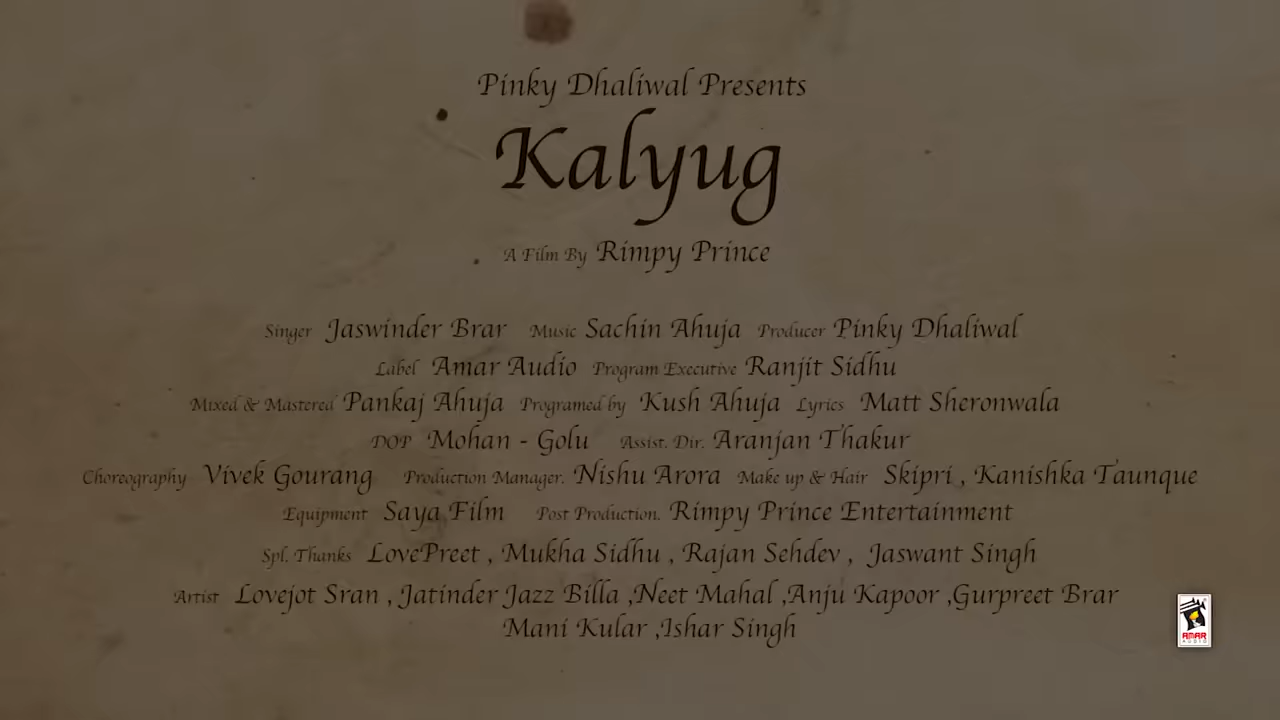 Pinky Dhaliwal Presents
Kalyug
A Film By Rimpy Prince
Singer Jaswinder Brar Music Sachin Ahuja Producer Pinky Dhaliwal
Label Amar Audio Program Executive Ranjit Sidhu
Mixed & Mastered Pankaj Ahuja Programed by Kush Ahuja Lyrics Matt Sheronwala
DOP Mohan - Golu Assist. Dir. Aranjan Thakur
Choreography Vivek Gourang Production Manager. Nishu Arora Make up & Hair Skipri , Kanishka Taunque
Equipment Saya Film Post Production. Rimpy Prince Entertainment
Spl. Thanks LovePreet , Mukha Sidhu , Rajan Sehdev , Jaswant Singh
Artist Lovejot Sran , Jatinder Jazz Billa ,Neet Mahal ,Anju Kapoor ,Gurpreet Brar
Mani Kular ,Ishar Singh
AMAR
AUDIO